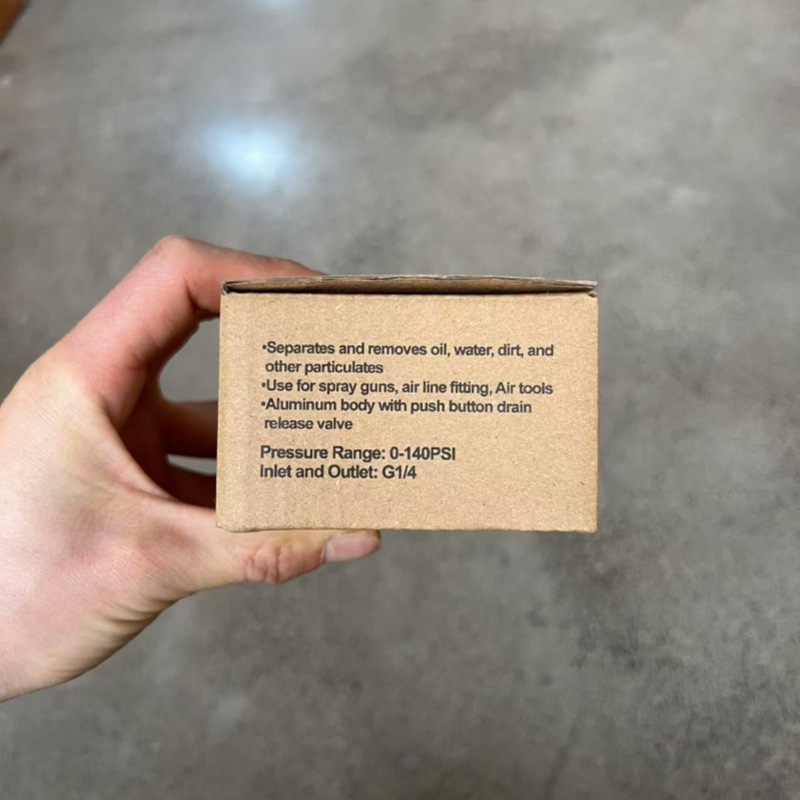 •Separates and removes oil, water, dirt, and
other particulates
•Use for spray guns, air line fitting, Air tools
•Aluminum body with push button drain
release valve
Pressure Range: 0-140PSI
Inlet and Outlet: G1/4